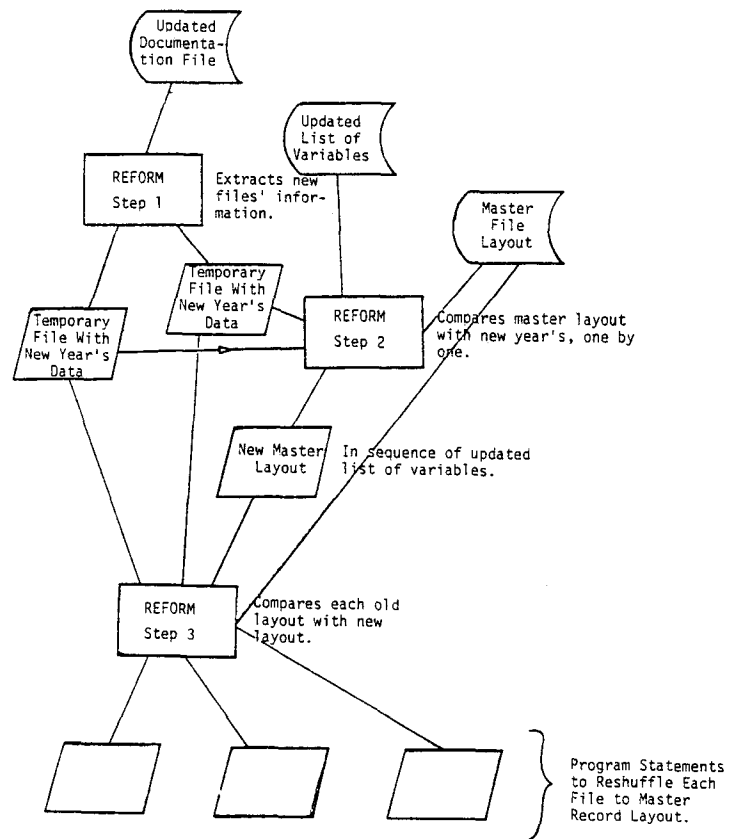 Updated
Documenta-
tion File
Updated
List of
Variables
REFORM
Step 1
Extracts new
files' infor-
mation.
Master
File
Layout
Temporary
File With
New Year's
Data
Temporary
File With
New Year's
Data
REFORM
Step 2
Compares master layout
with new year's, one by
one.
New Master
Layout
In sequence of updated
list of variables.
REFORM
Step 3
Compares each old
layout with new
layout.
Program Statements
to Reshuffle Each
File to Master
Record Layout.